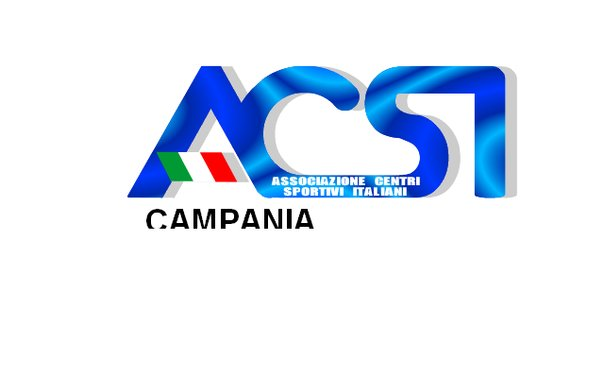 ACSI
ASSOCIAZIONE CENTRI
SPORTIVI ITALIANI
CAMPANIA